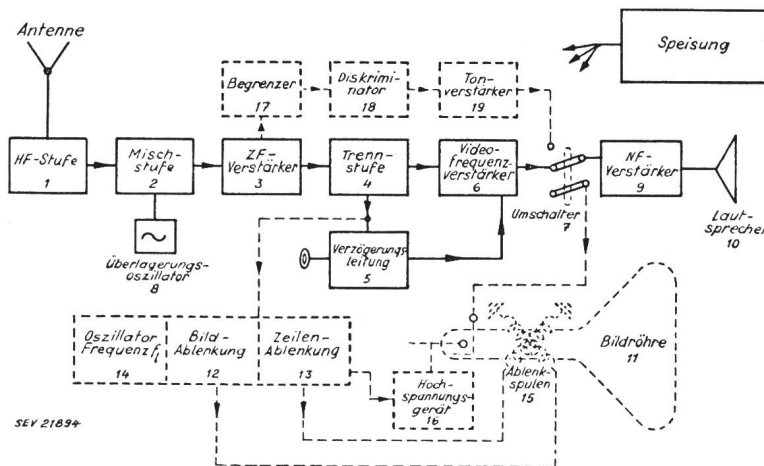 Antenne
Speisung
Begrenzer
17
Diskrimi-
nator
18
Ton-
verstärker
19
HF-Stufe
1
Misch-
stufe
2
ZF-
Verstärker
3
Trenn-
stufe
4
Video-
frequenz-
verstärker
6
Umschalter
7
NF-
Verstärker
9
Laut-
sprecher
10
Überlagerungs-
oszillator
8
Verzögerungs-
leitung
5
Oszillator
Frequenz f₁
14
Bild-
Ablenkung
12
Zeilen-
Ablenkung
13
Hoch-
spannungs-
gerät
16
Ablenk-
spulen
15
Bildröhre
11
SEV 21894